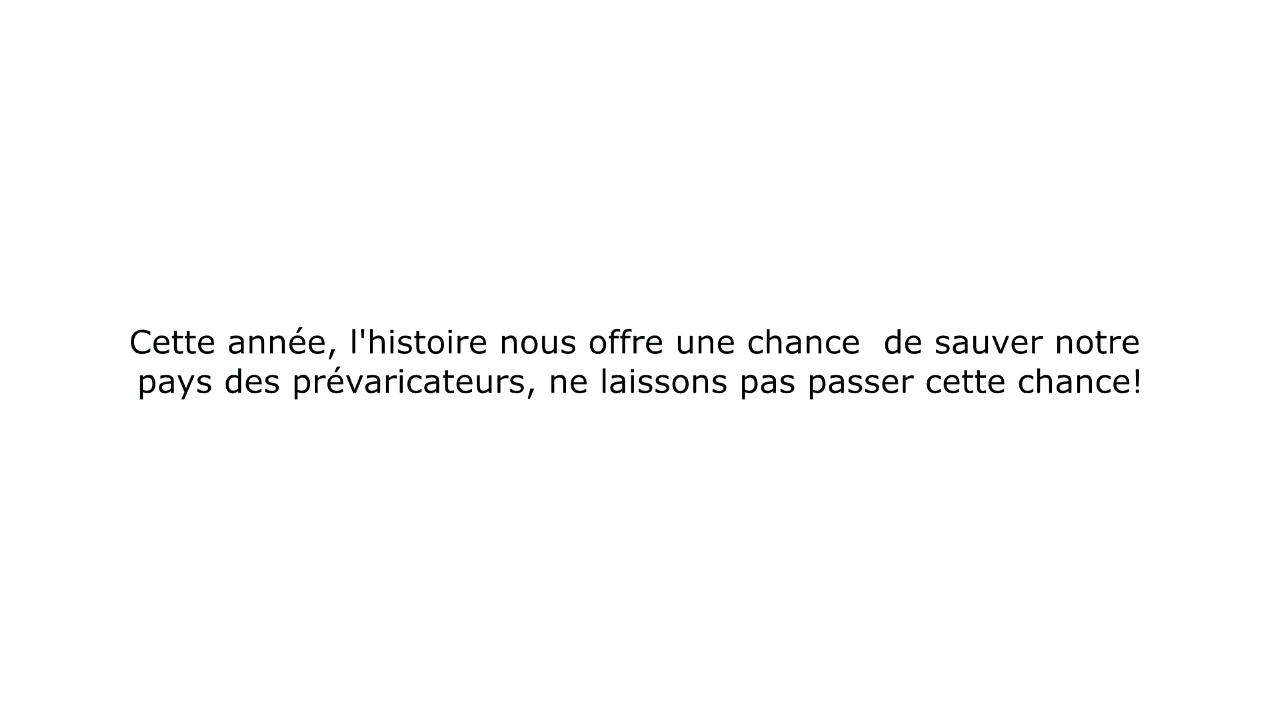 Cette année, l'histoire nous offre une chance  de sauver notre
pays des prévaricateurs, ne laissons pas passer cette chance!